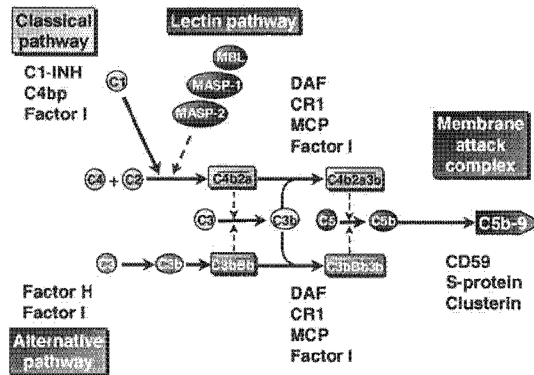 Classical
pathway
Lectin pathway
C1-INH
C4bp
Factor I
C1
MBL
MASP-1
MASP-2
DAF
CR1
MCP
Factor I
Membrane
attack
complex
C4 + C2
C4b2a
C4b2a3b
C3
C3b
C5
C5b
C5b-9
C3
C3b
Factor H
Factor I
Alternative
pathway
DAF
CR1
MCP
Factor I
CD59
S-protein
Clusterin